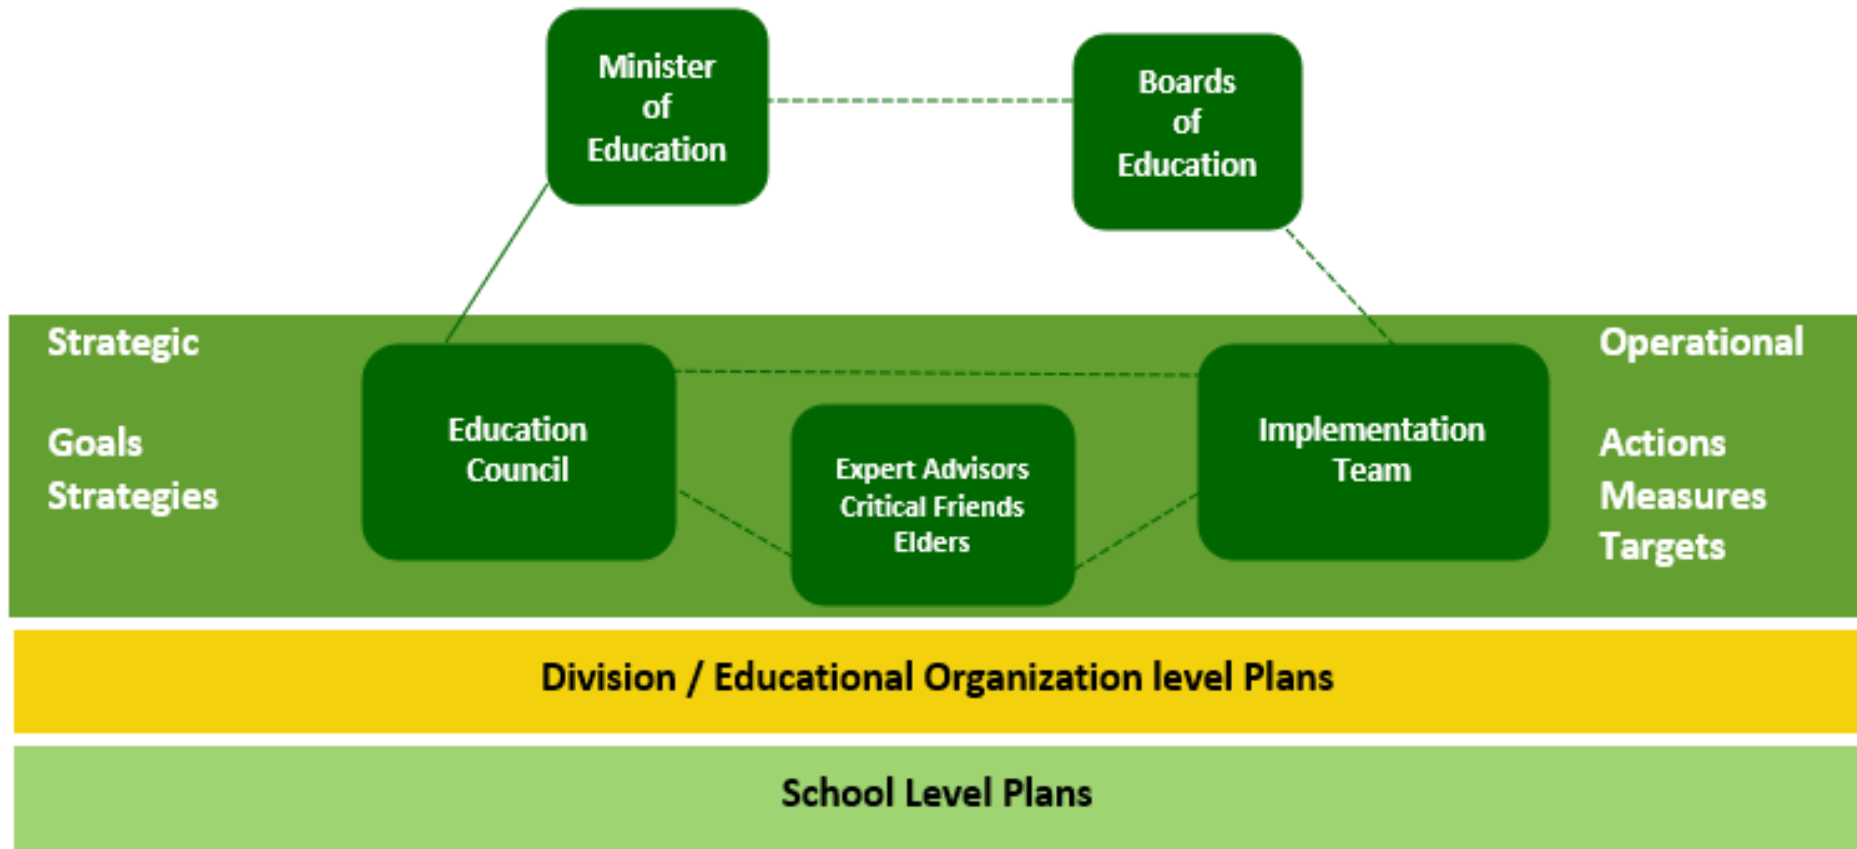 Minister
of
Education
Boards
of
Education
Strategic
Goals
Strategies
Education
Council
Expert Advisors
Critical Friends
Elders
Implementation
Team
Operational
Actions
Measures
Targets
Division / Educational Organization level Plans
School Level Plans